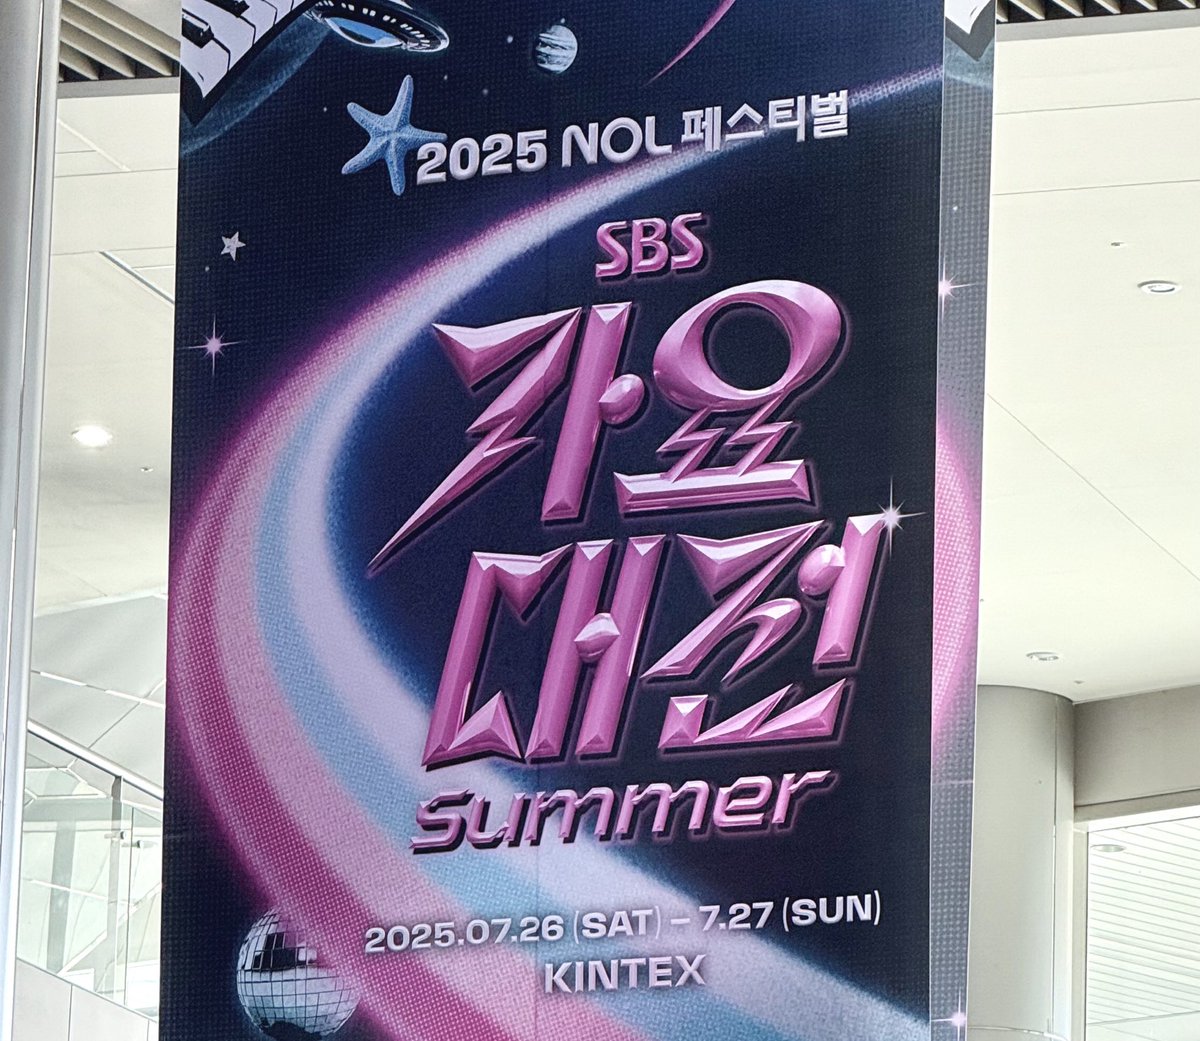 2025 NOL 페스티벌
SBS
가요
대전
Summer
2025.07.26 (SAT) – 7.27 (SUN)
KINTEX